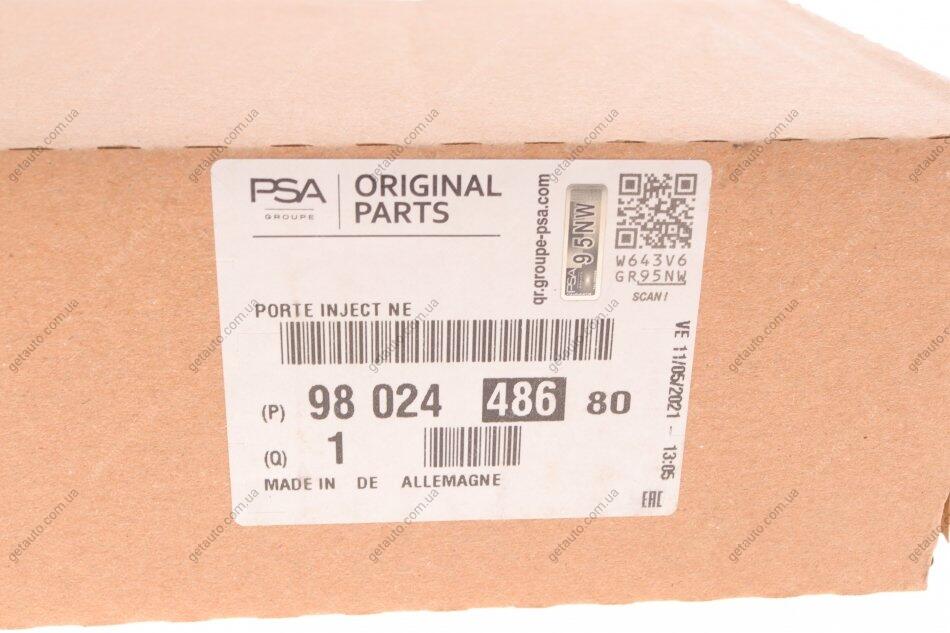 PSA
GROUPE
ORIGINAL
PARTS
qr.groupe-psa.com
PSA 95NW
W643V6
GR95NW
SCAN!
PORTE INJECT NE
(P) 98 024 486 80
(Q) 1
MADE IN DE ALLEMAGNE
VE 11/05/2021 - 13:05
EAC
getauto.com.ua